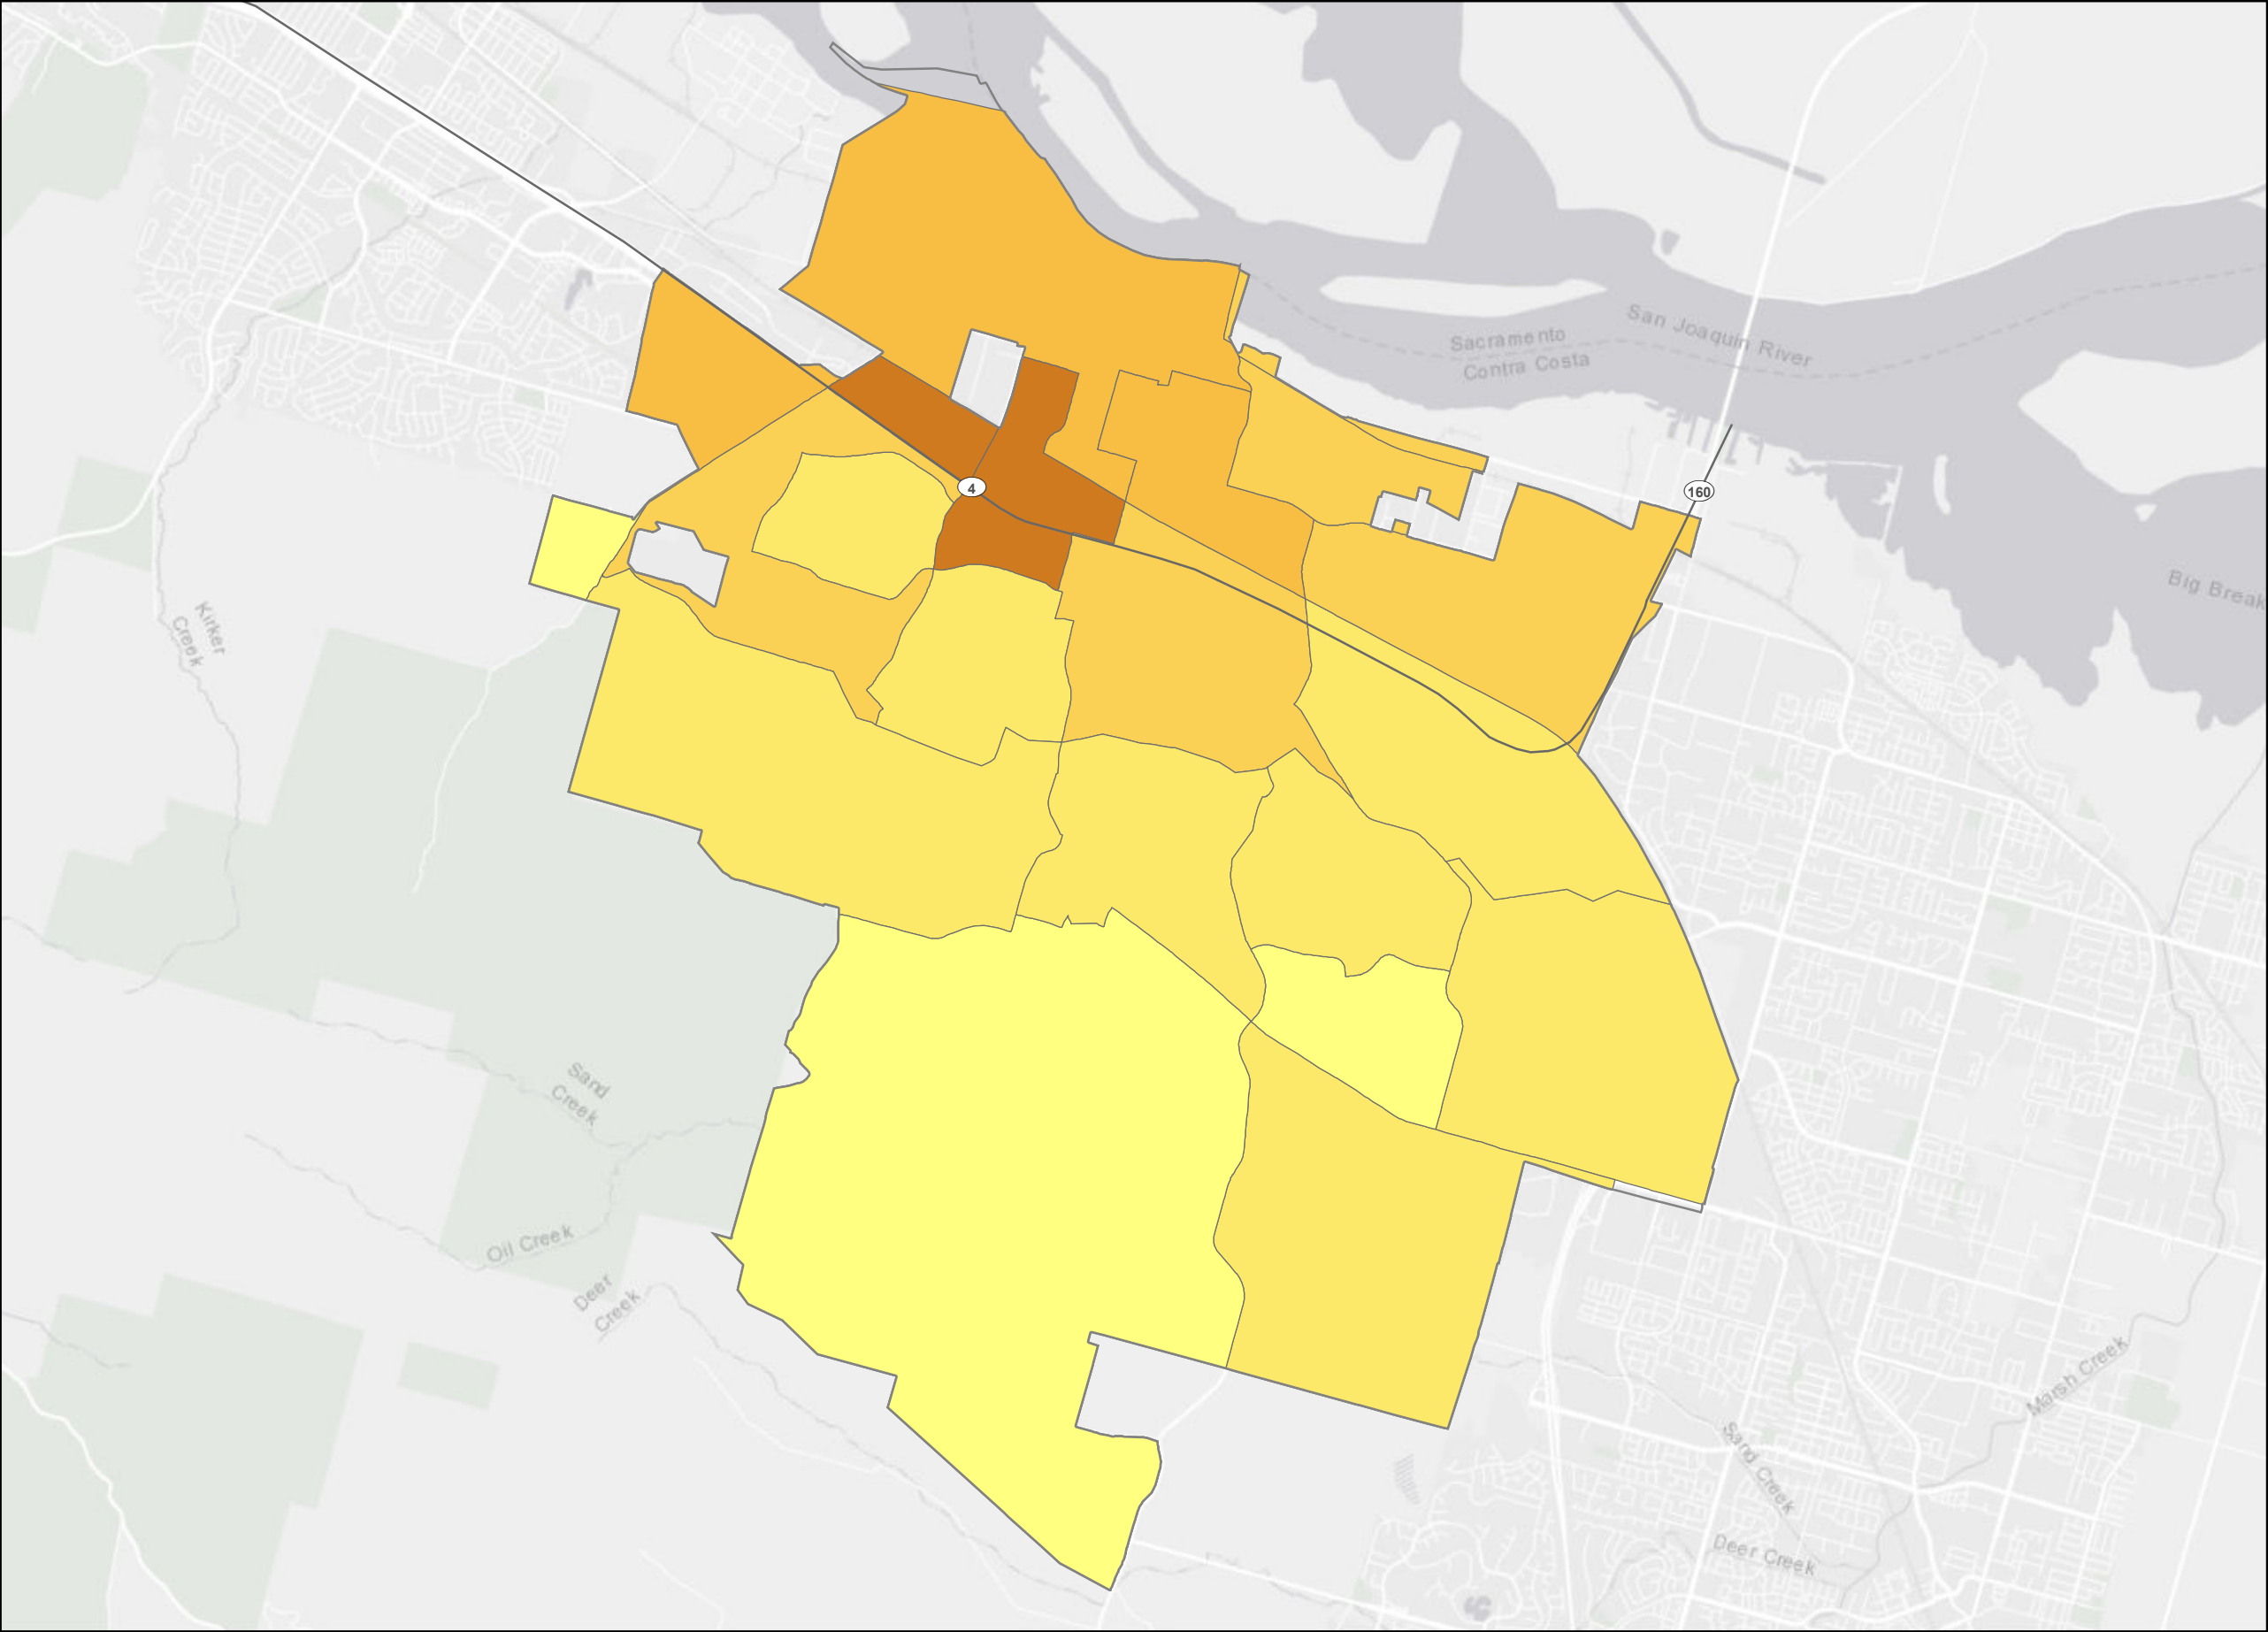 San Joaquin River
Sacramento
Contra Costa
4
160
Big Break
Kirker
Creek
Sand
Creek
Oil Creek
Deer
Creek
Marsh Creek
Sand Creek
Deer Creek